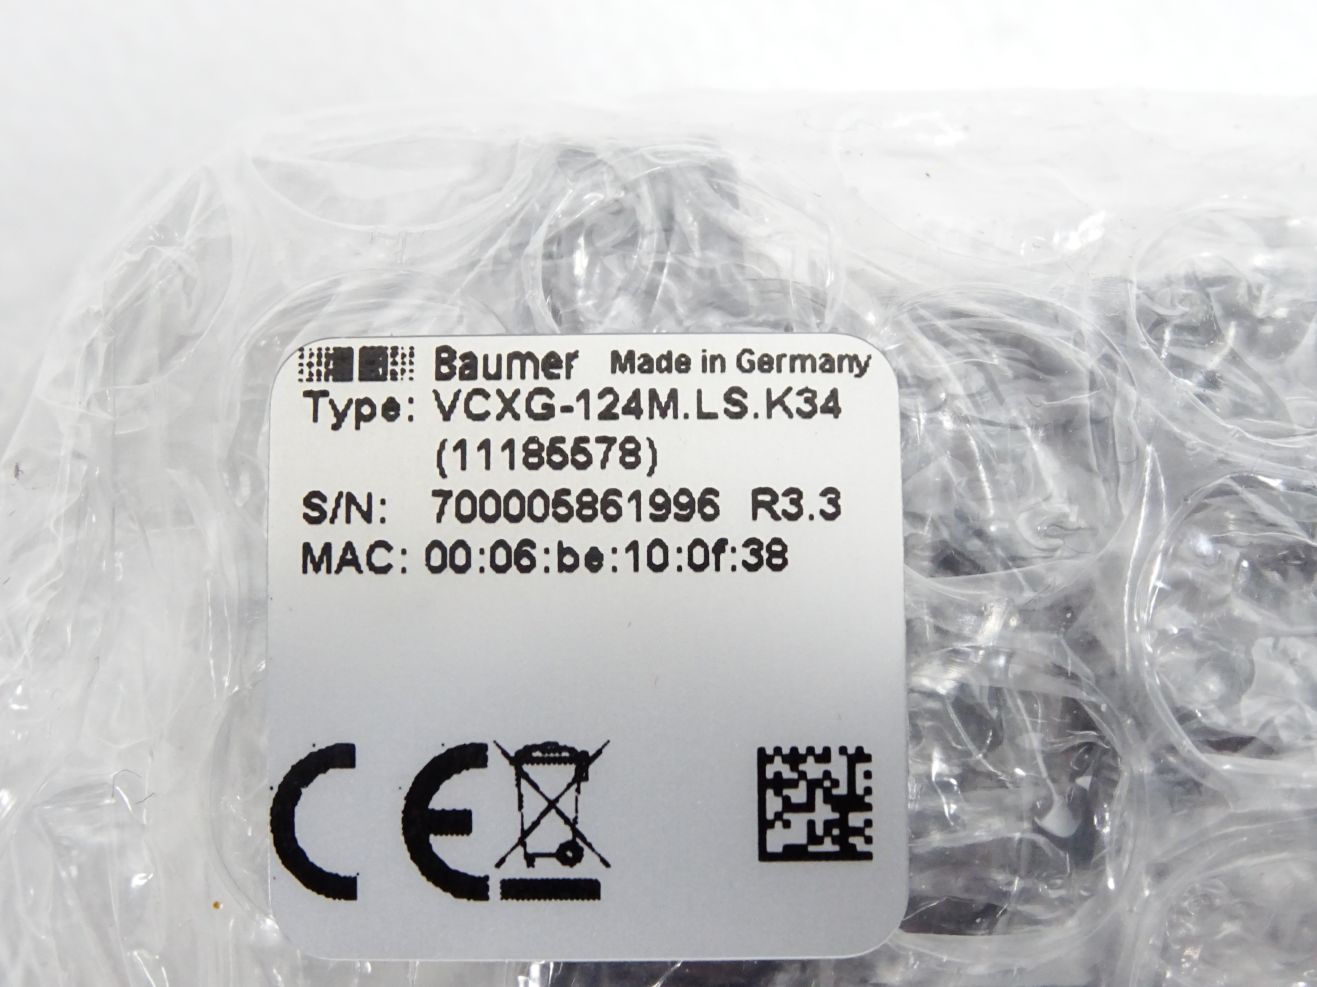 Baumer Made in Germany
Type: VCXG-124M.LS.K34
(11185578)
S/N: 700005861996 R3.3
MAC: 00:06:be:10:0f:38
CE